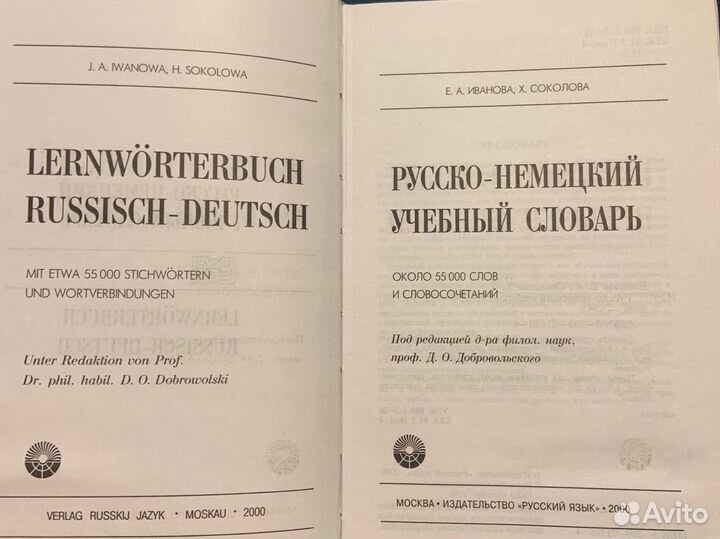 J. A. IWANOWA, H. SOKOLOWA
LERNWÖRTERBUCH
RUSSISCH-DEUTSCH
MIT ETWA 55 000 STICHWÖRTERN
UND WORTVERBINDUNGEN
Unter Redaktion von Prof.
Dr. phil. habil. D. O. Dobrowolski
VERLAG RUSSKIJ JAZYK · MOSKAU · 2000
Е. А. ИВАНОВА, Х. СОКОЛОВА
РУССКО-НЕМЕЦКИЙ
УЧЕБНЫЙ СЛОВАРЬ
ОКОЛО 55 000 СЛОВ
И СЛОВОСОЧЕТАНИЙ
Под редакцией д-ра филол. наук,
проф. Д. О. Добровольского
МОСКВА · ИЗДАТЕЛЬСТВО «РУССКИЙ ЯЗЫК» · 2000
Avito